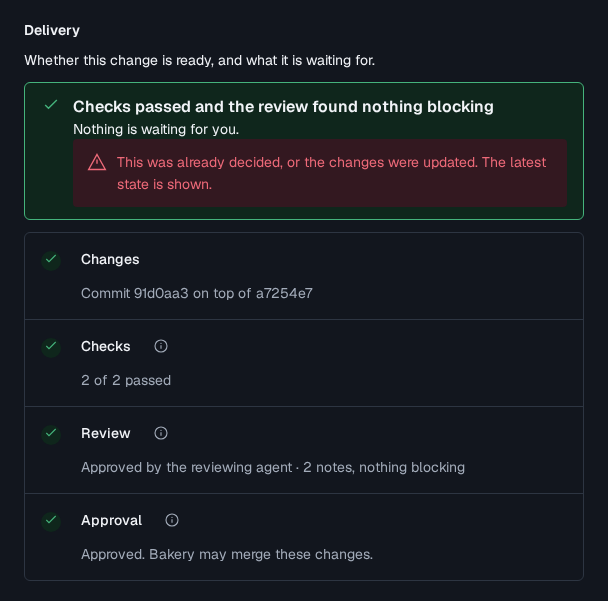 Delivery
Whether this change is ready, and what it is waiting for.
Checks passed and the review found nothing blocking
Nothing is waiting for you.
This was already decided, or the changes were updated. The latest
state is shown.
Changes
Commit 91d0aa3 on top of a7254e7
Checks
2 of 2 passed
Review
Approved by the reviewing agent · 2 notes, nothing blocking
Approval
Approved. Bakery may merge these changes.